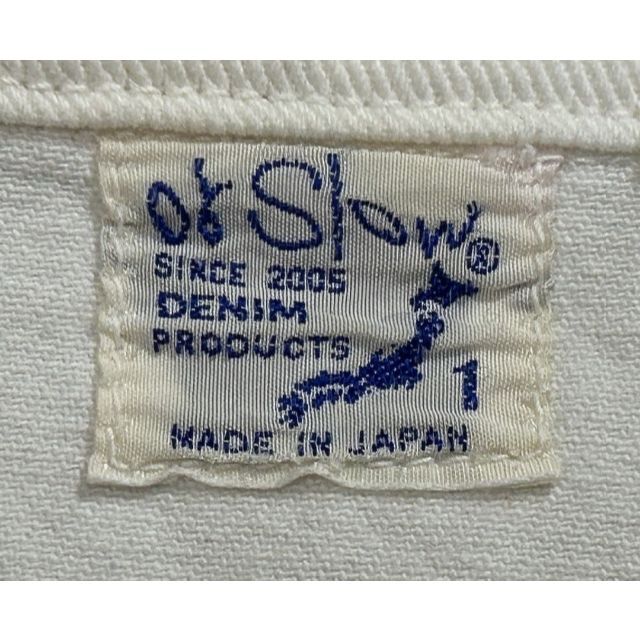 orSlow®
SINCE 2005
DENIM
PRODUCTS
1
MADE IN JAPAN